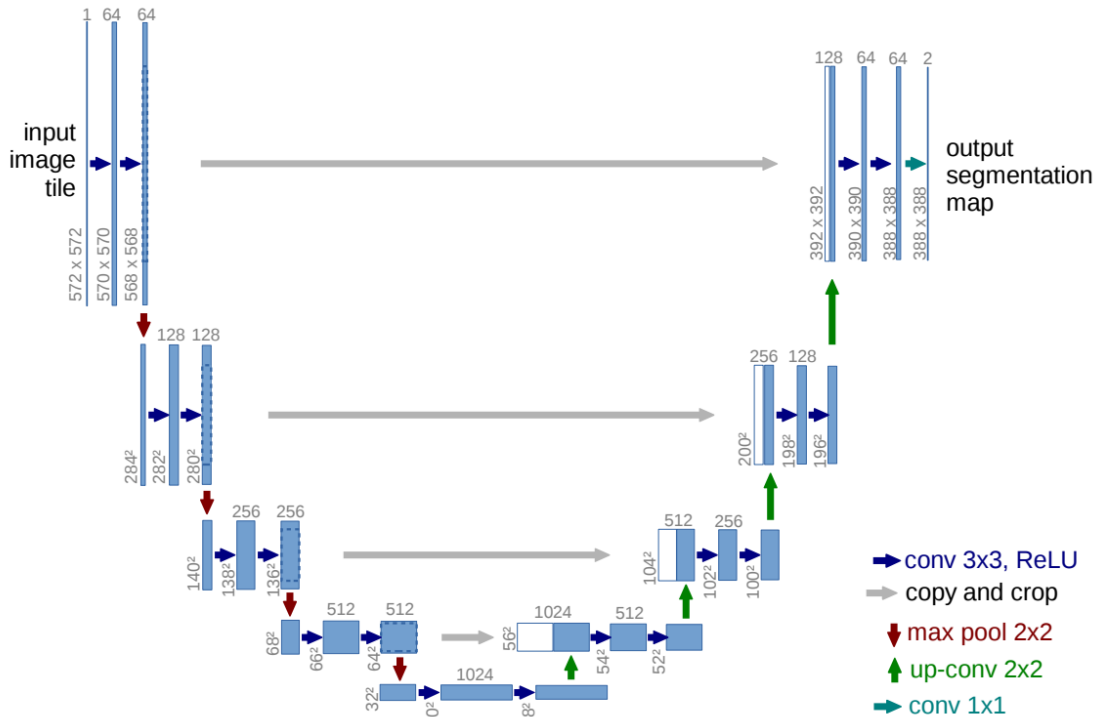 1 64 64
input
image
tile
572 x 572
570 x 570
568 x 568
128 64 64 2
output
segmentation
map
392 x 392
390 x 390
388 x 388
388 x 388
128 128
284²
282²
280²
256 128
200²
198²
196²
256 256
140²
138²
136²
512 256
104²
102²
100²
512 512
68²
66²
64²
1024 512
56²
54²
52²
1024
32²
0²
8²
conv 3x3, ReLU
copy and crop
max pool 2x2
up-conv 2x2
conv 1x1